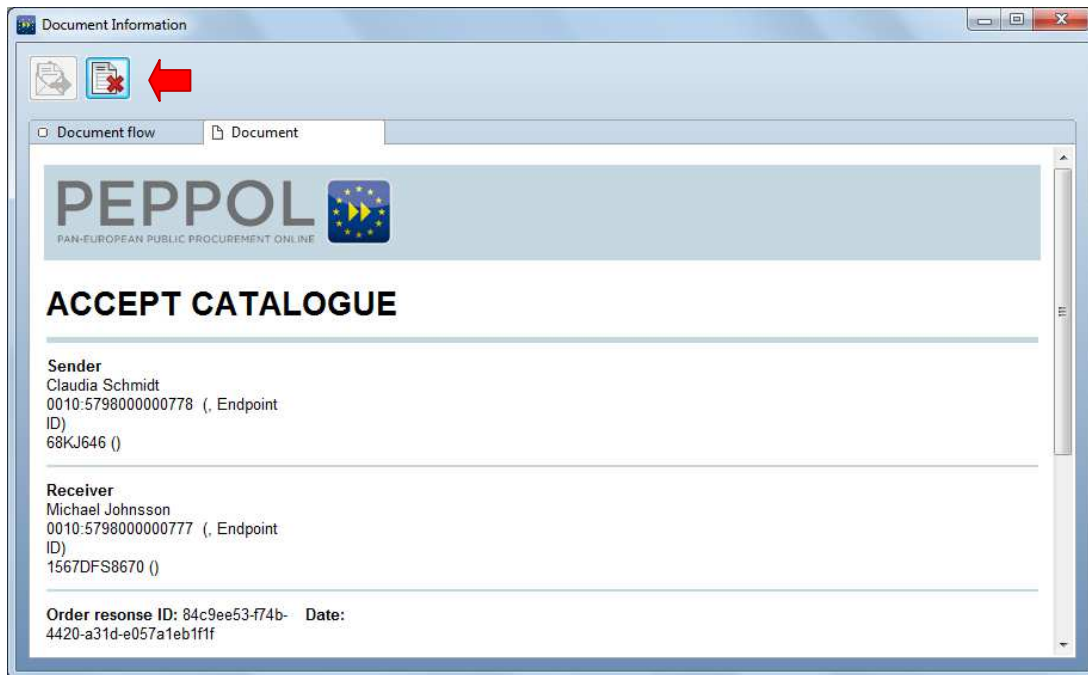 Document Information
Document flow
Document
PEPPOL
PAN-EUROPEAN PUBLIC PROCUREMENT ONLINE
ACCEPT CATALOGUE
Sender
Claudia Schmidt
0010:5798000000778 (, Endpoint
ID)
68KJ646 ()
Receiver
Michael Johnsson
0010:5798000000777 (, Endpoint
ID)
1567DFS8670 ()
Order resonse ID: 84c9ee53-f74b- Date:
4420-a31d-e057a1eb1f1f